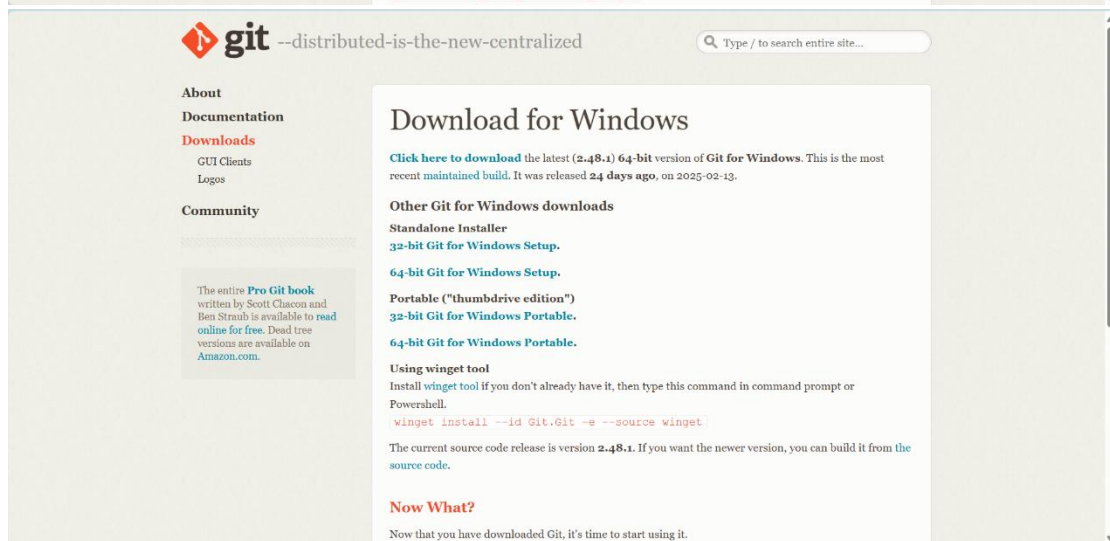 git --distributed-is-the-new-centralized
Type / to search entire site...
About
Documentation
Downloads
GUI Clients
Logos
Community
The entire Pro Git book
written by Scott Chacon and
Ben Straub is available to read
online for free. Dead tree
versions are available on
Amazon.com.
Download for Windows
Click here to download the latest (2.48.1) 64-bit version of Git for Windows. This is the most
recent maintained build. It was released 24 days ago, on 2025-02-13.
Other Git for Windows downloads
Standalone Installer
32-bit Git for Windows Setup.
64-bit Git for Windows Setup.
Portable ("thumbdrive edition")
32-bit Git for Windows Portable.
64-bit Git for Windows Portable.
Using winget tool
Install winget tool if you don't already have it, then type this command in command prompt or
Powershell.
winget install --id Git.Git -e --source winget
The current source code release is version 2.48.1. If you want the newer version, you can build it from the
source code.
Now What?
Now that you have downloaded Git, it's time to start using it.